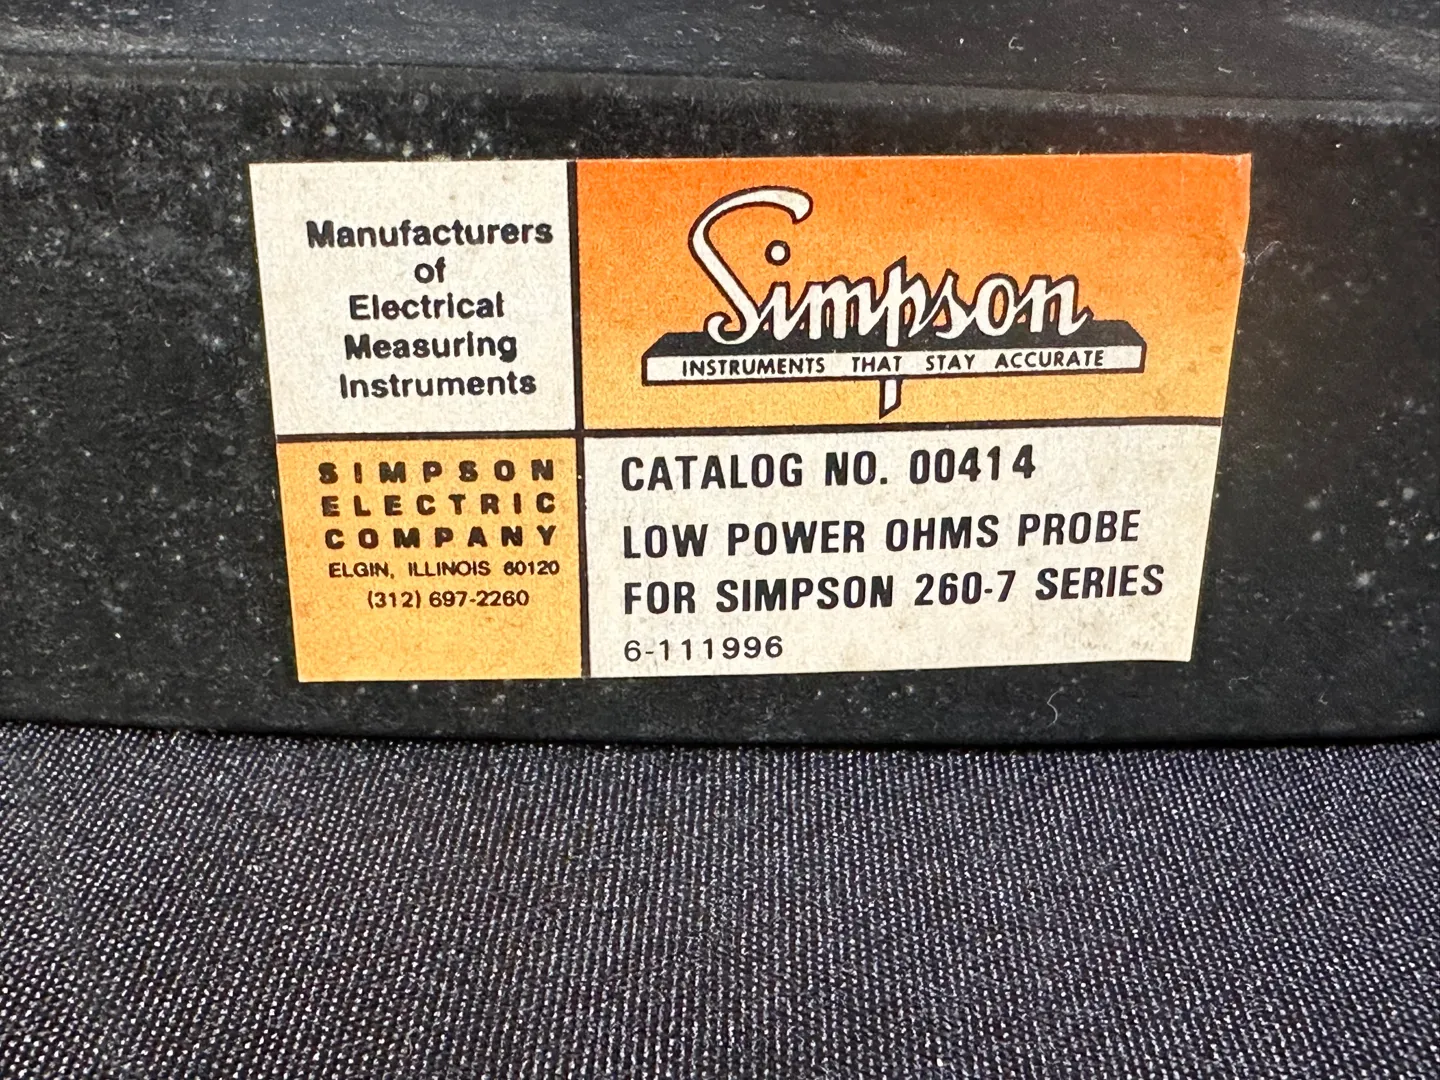 Manufacturers
of
Electrical
Measuring
Instruments
Simpson
INSTRUMENTS THAT STAY ACCURATE
SIMPSON
ELECTRIC
COMPANY
ELGIN, ILLINOIS 60120
(312) 697-2260
CATALOG NO. 00414
LOW POWER OHMS PROBE
FOR SIMPSON 260-7 SERIES
6-111996